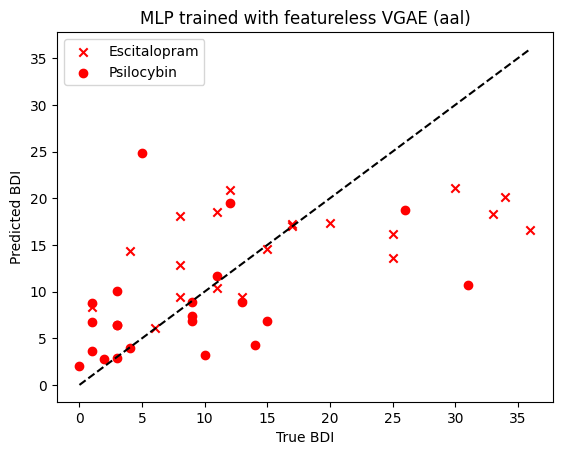 MLP trained with featureless VGAE (aal)
Escitalopram
Psilocybin
Predicted BDI
35
30
25
20
15
10
5
0
0 5 10 15 20 25 30 35
True BDI